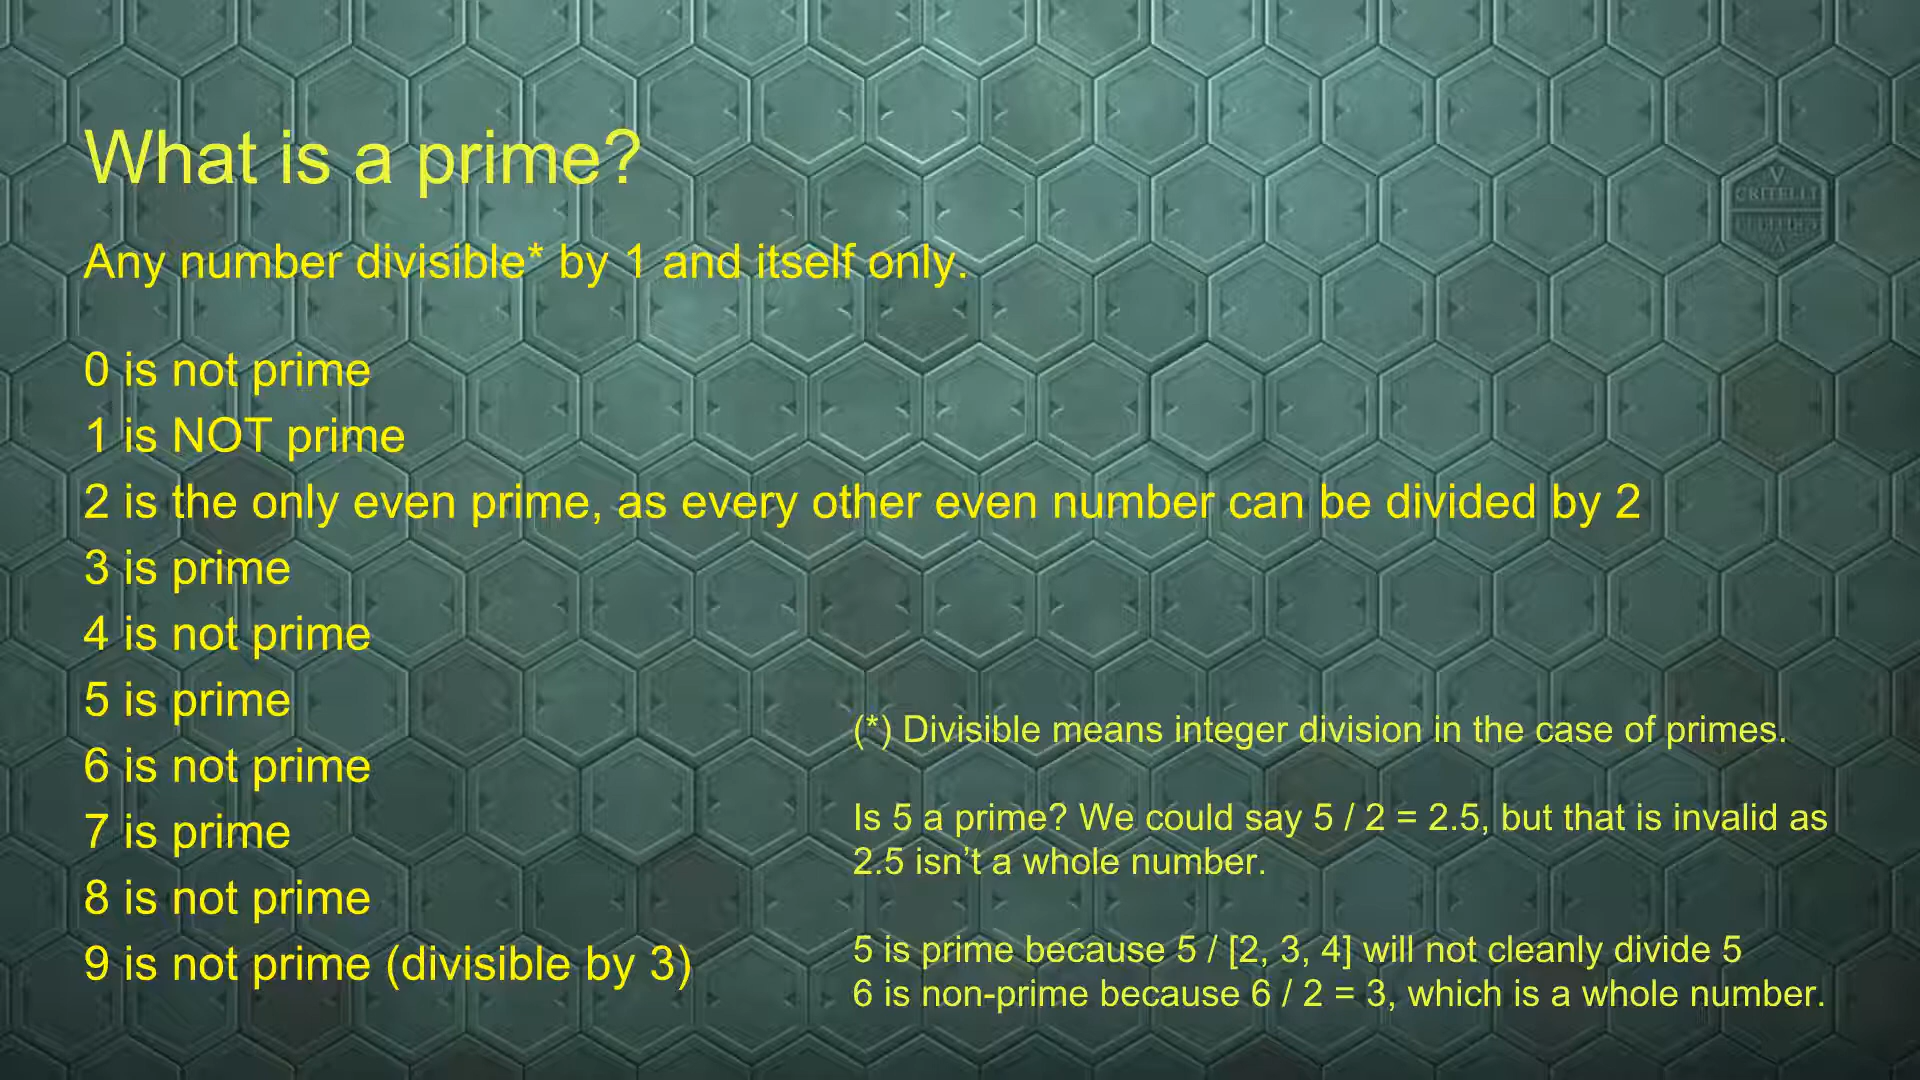 What is a prime?
Any number divisible* by 1 and itself only.
0 is not prime
1 is NOT prime
2 is the only even prime, as every other even number can be divided by 2
3 is prime
4 is not prime
5 is prime
6 is not prime
7 is prime
8 is not prime
9 is not prime (divisible by 3)
(*) Divisible means integer division in the case of primes.
Is 5 a prime? We could say 5 / 2 = 2.5, but that is invalid as
2.5 isn’t a whole number.
5 is prime because 5 / [2, 3, 4] will not cleanly divide 5
6 is non-prime because 6 / 2 = 3, which is a whole number.
V
CRITELLI